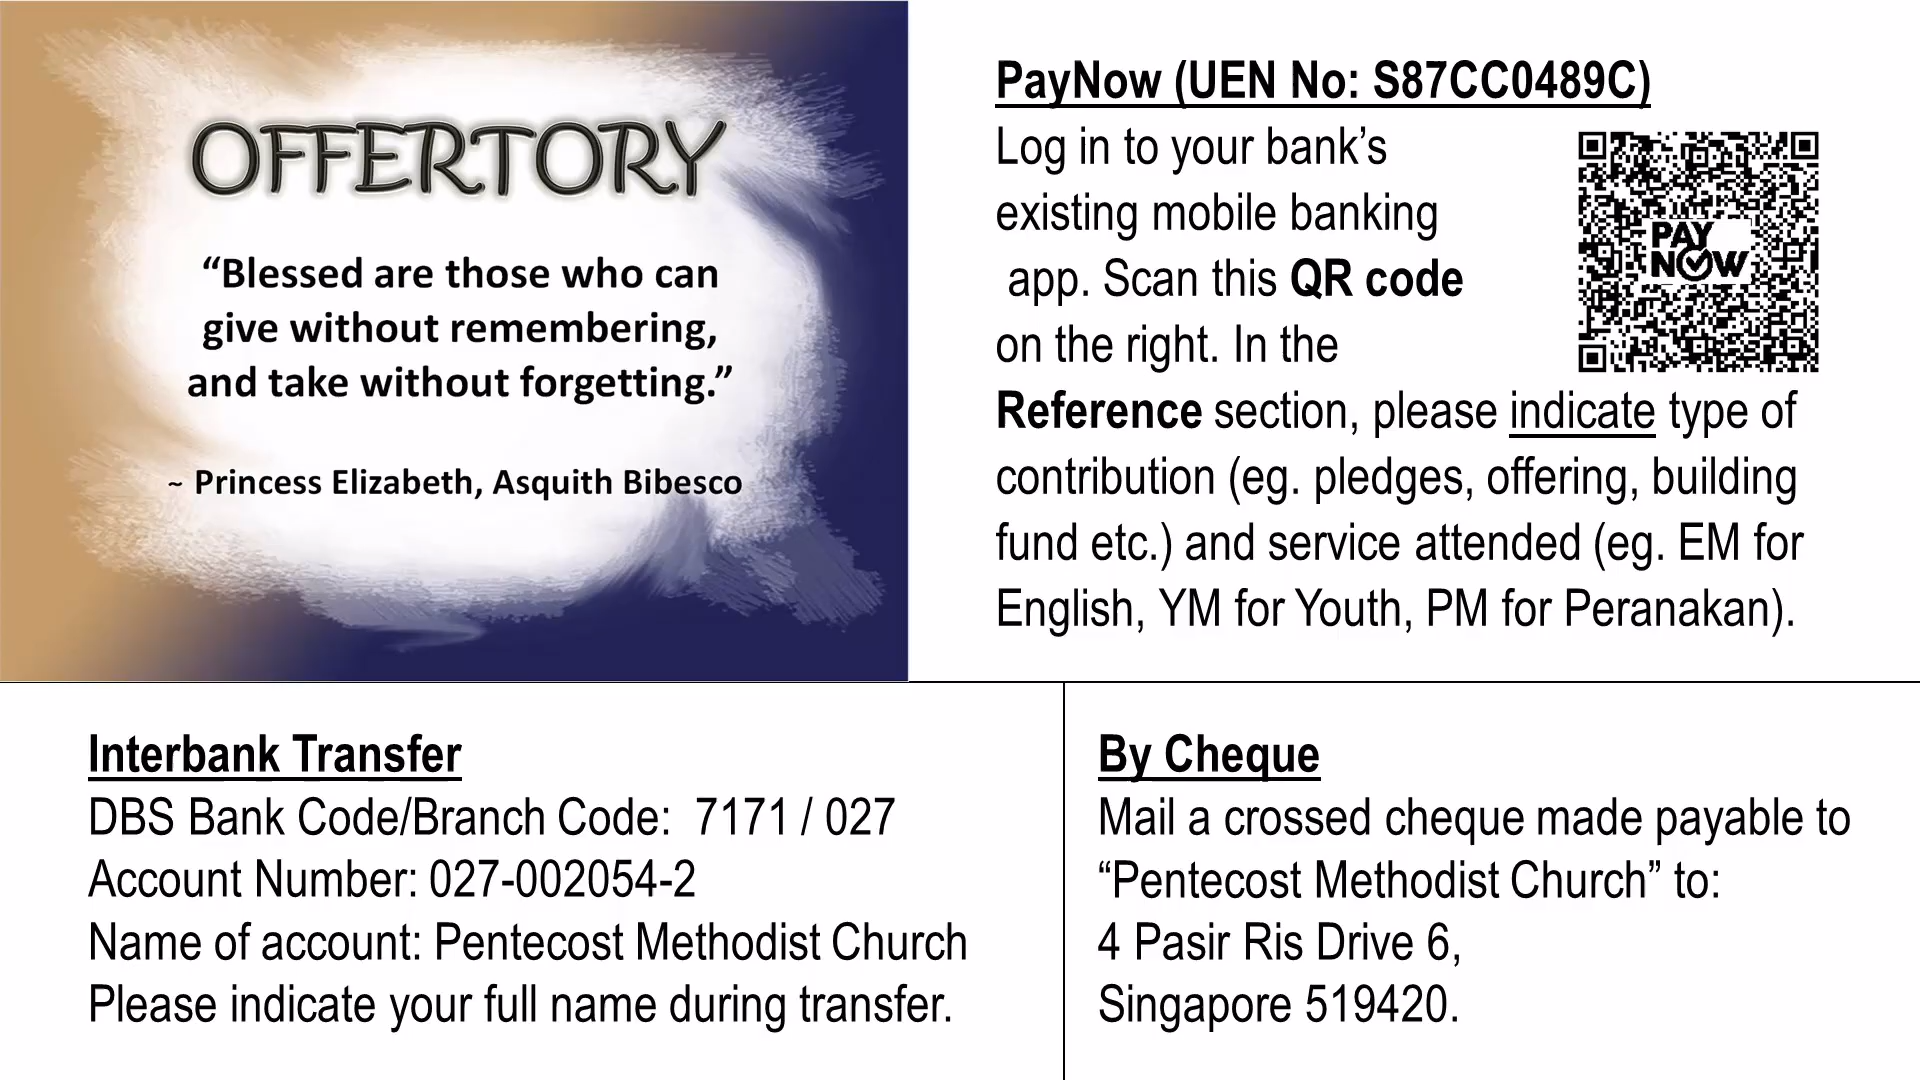 OFFERTORY
“Blessed are those who can
give without remembering,
and take without forgetting.”
~ Princess Elizabeth, Asquith Bibesco
PayNow (UEN No: S87CC0489C)
Log in to your bank’s
existing mobile banking
app. Scan this QR code
on the right. In the
Reference section, please indicate type of
contribution (eg. pledges, offering, building
fund etc.) and service attended (eg. EM for
English, YM for Youth, PM for Peranakan).
PAY
NOW
Interbank Transfer
DBS Bank Code/Branch Code:  7171 / 027
Account Number: 027-002054-2
Name of account: Pentecost Methodist Church
Please indicate your full name during transfer.
By Cheque
Mail a crossed cheque made payable to
“Pentecost Methodist Church” to:
4 Pasir Ris Drive 6,
Singapore 519420.